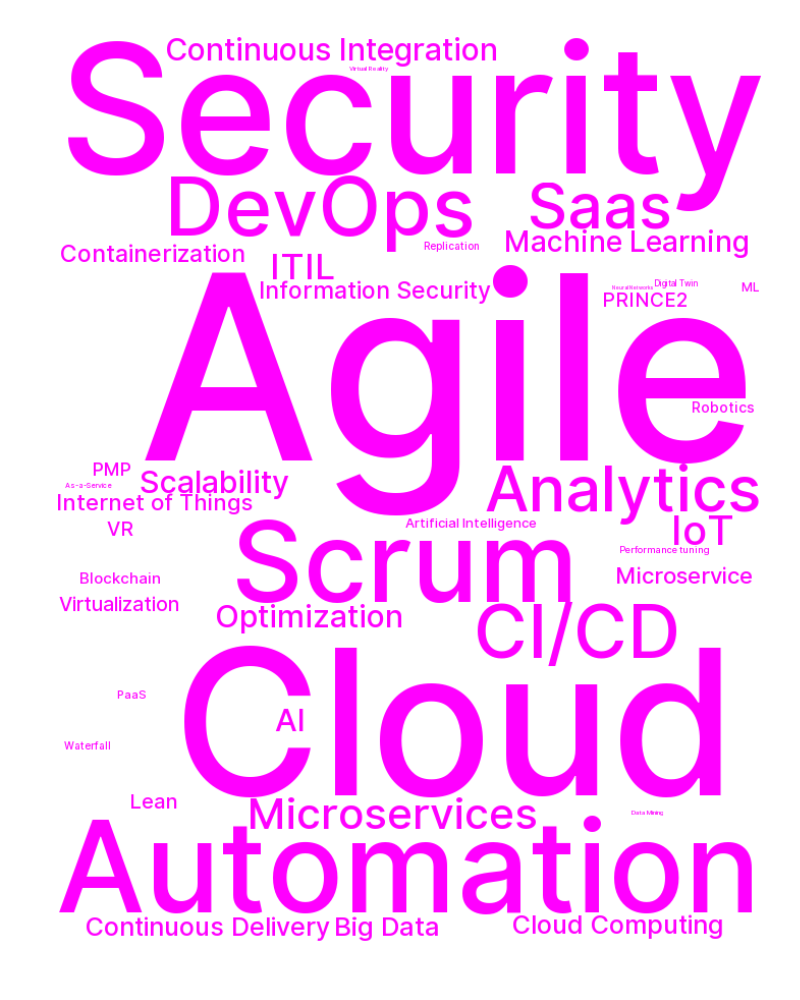 Continuous Integration
Virtual Reality
Security
DevOps
Saas
Machine Learning
Replication
Containerization
ITIL
Information Security
Digital Twin
Neural Networks
ML
PRINCE2
Agile
Robotics
PMP
Scalability
Analytics
As-a-Service
Internet of Things
VR
Artificial Intelligence
IoT
Performance tuning
Scrum
Blockchain
Microservice
Virtualization
Optimization
CI/CD
PaaS
Cloud
AI
Waterfall
Lean
Microservices
Data Mining
Automation
Continuous Delivery
Big Data
Cloud Computing